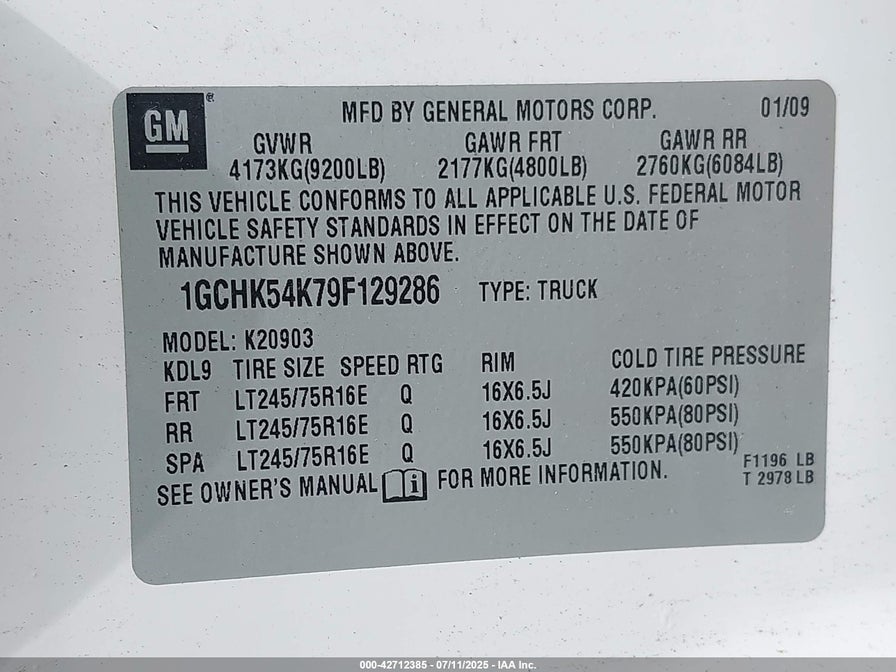 GM ®
MFD BY GENERAL MOTORS CORP. 01/09
GVWR GAWR FRT GAWR RR
4173KG(9200LB) 2177KG(4800LB) 2760KG(6084LB)
THIS VEHICLE CONFORMS TO ALL APPLICABLE U.S. FEDERAL MOTOR
VEHICLE SAFETY STANDARDS IN EFFECT ON THE DATE OF
MANUFACTURE SHOWN ABOVE.
1GCHK54K79F129286 TYPE: TRUCK
MODEL: K20903
KDL9 TIRE SIZE SPEED RTG RIM COLD TIRE PRESSURE
FRT LT245/75R16E Q 16X6.5J 420KPA(60PSI)
RR LT245/75R16E Q 16X6.5J 550KPA(80PSI)
SPA LT245/75R16E Q 16X6.5J 550KPA(80PSI)
F1196 LB
T 2978 LB
SEE OWNER'S MANUAL i FOR MORE INFORMATION.
000-42712385 - 07/11/2025 - IAA Inc.